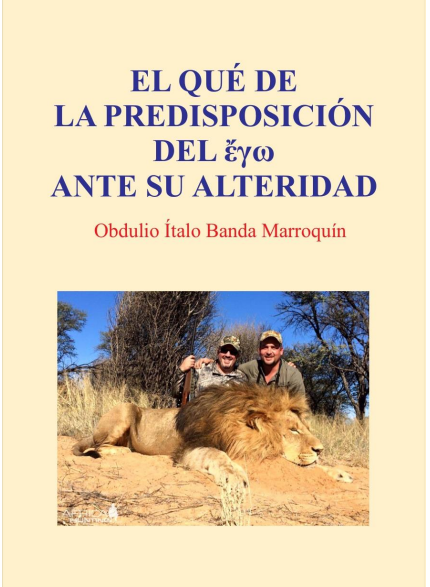 EL QUÉ DE
LA PREDISPOSICIÓN
DEL ἔγω
ANTE SU ALTERIDAD
Obdulio Ítalo Banda Marroquín